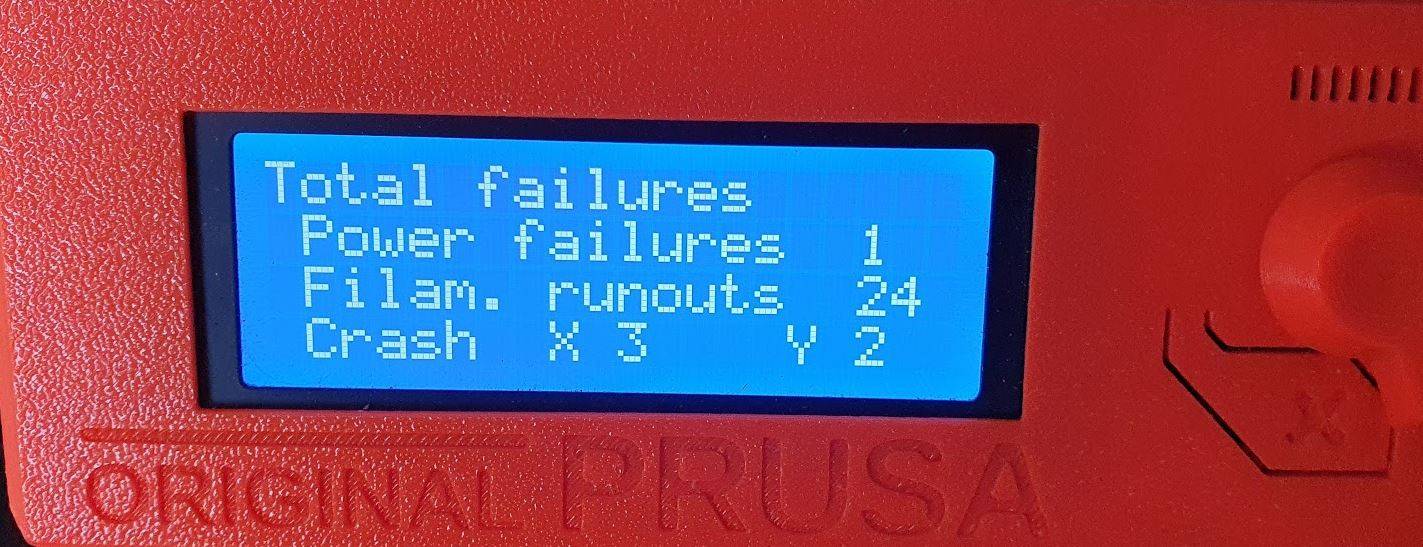 Total failures
Power failures 1
Filam. runouts 24
Crash X 3 Y 2
ORIGINAL PRUSA
X